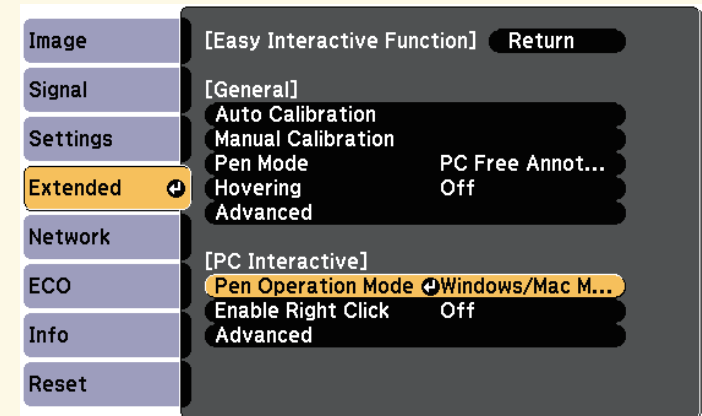 Image
Signal
Settings
Extended
Network
ECO
Info
Reset
[Easy Interactive Function] Return
[General]
Auto Calibration
Manual Calibration
Pen Mode PC Free Annot...
Hovering Off
Advanced
[PC Interactive]
Pen Operation Mode Windows/Mac M...
Enable Right Click Off
Advanced